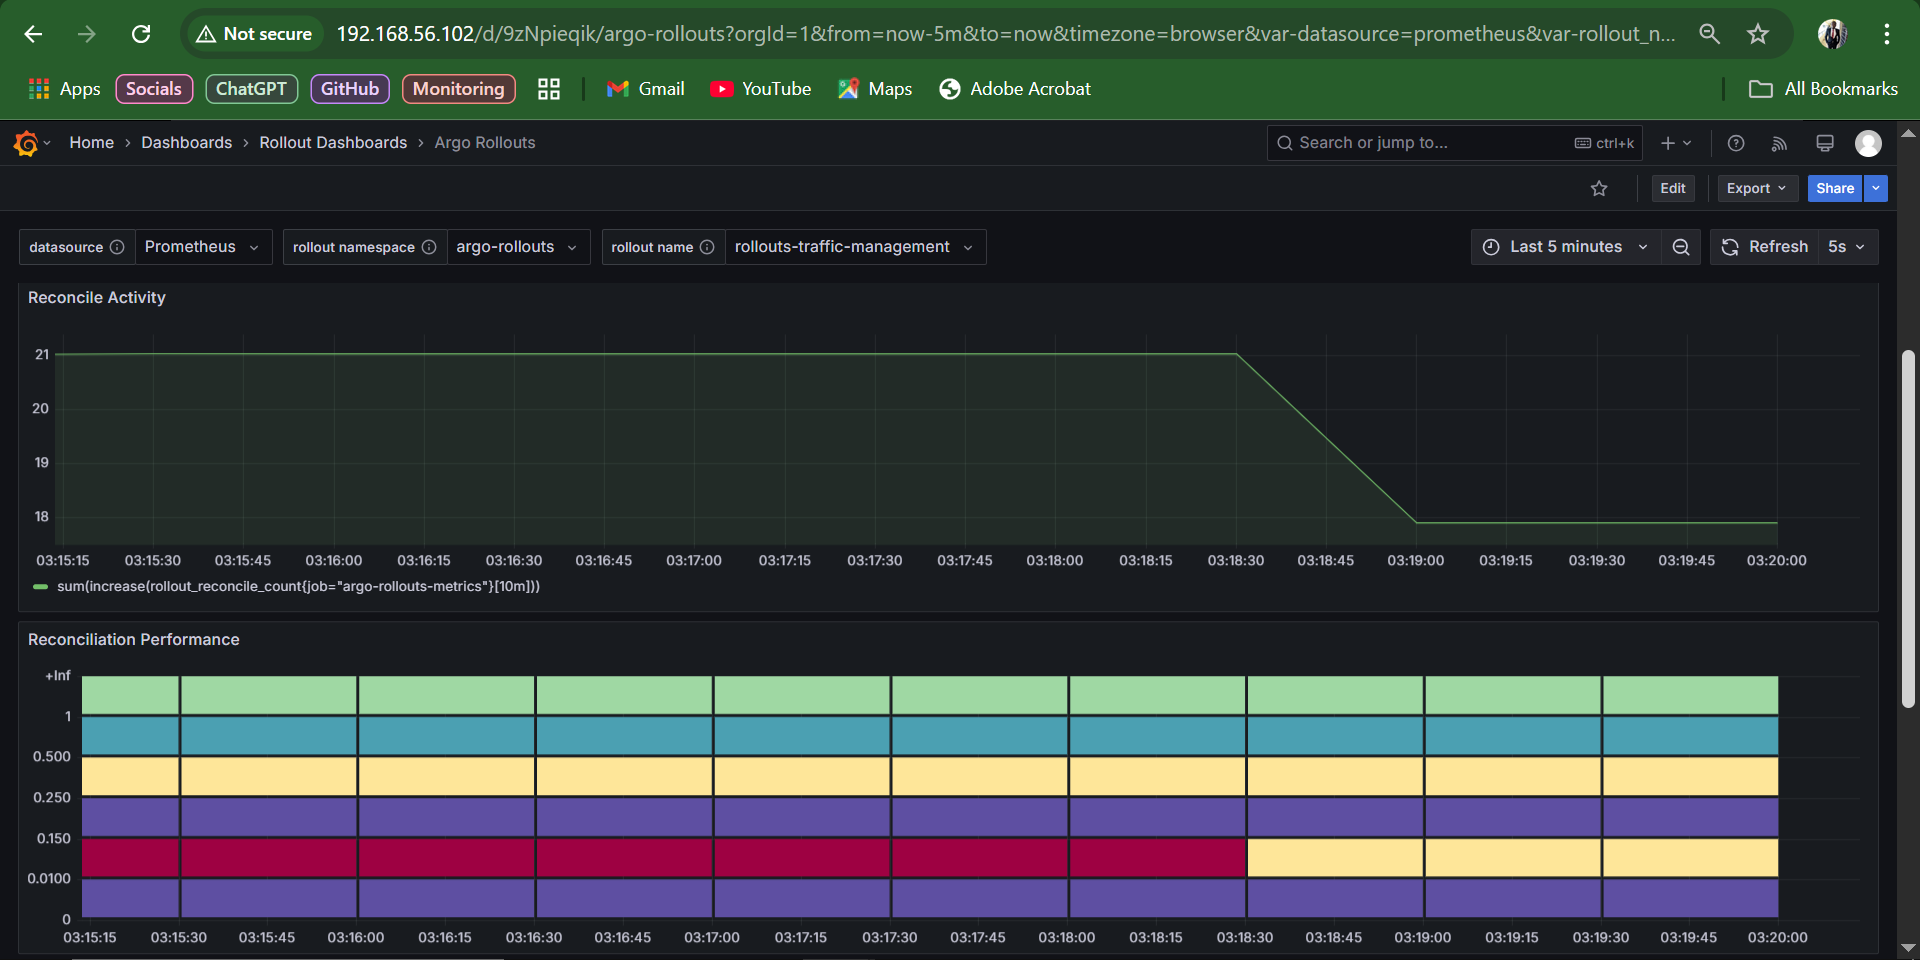 Not secure 192.168.56.102/d/9zNpieqik/argo-rollouts?orgId=1&from=now-5m&to=now&timezone=browser&var-datasource=prometheus&var-rollout_n...
Apps Socials ChatGPT GitHub Monitoring Gmail YouTube Maps Adobe Acrobat All Bookmarks
Home › Dashboards › Rollout Dashboards › Argo Rollouts Search or jump to... ctrl+k
Edit Export Share
datasource Prometheus rollout namespace argo-rollouts rollout name rollouts-traffic-management Last 5 minutes Refresh 5s
Reconcile Activity
21
20
19
18
03:15:15 03:15:30 03:15:45 03:16:00 03:16:15 03:16:30 03:16:45 03:17:00 03:17:15 03:17:30 03:17:45 03:18:00 03:18:15 03:18:30 03:18:45 03:19:00 03:19:15 03:19:30 03:19:45 03:20:00
sum(increase(rollout_reconcile_count{job="argo-rollouts-metrics"}[10m]))
Reconciliation Performance
+Inf
1
0.500
0.250
0.150
0.0100
0
03:15:15 03:15:30 03:15:45 03:16:00 03:16:15 03:16:30 03:16:45 03:17:00 03:17:15 03:17:30 03:17:45 03:18:00 03:18:15 03:18:30 03:18:45 03:19:00 03:19:15 03:19:30 03:19:45 03:20:00